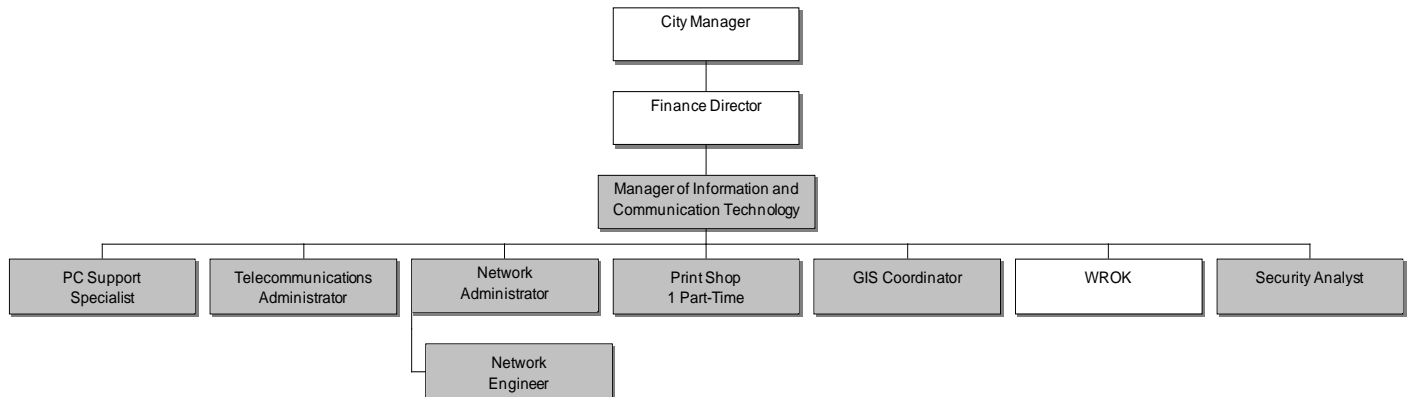 City Manager
Finance Director
Manager of Information and
Communication Technology
PC Support
Specialist
Telecommunications
Administrator
Network
Administrator
Print Shop
1 Part-Time
GIS Coordinator
WROK
Security Analyst
Network
Engineer